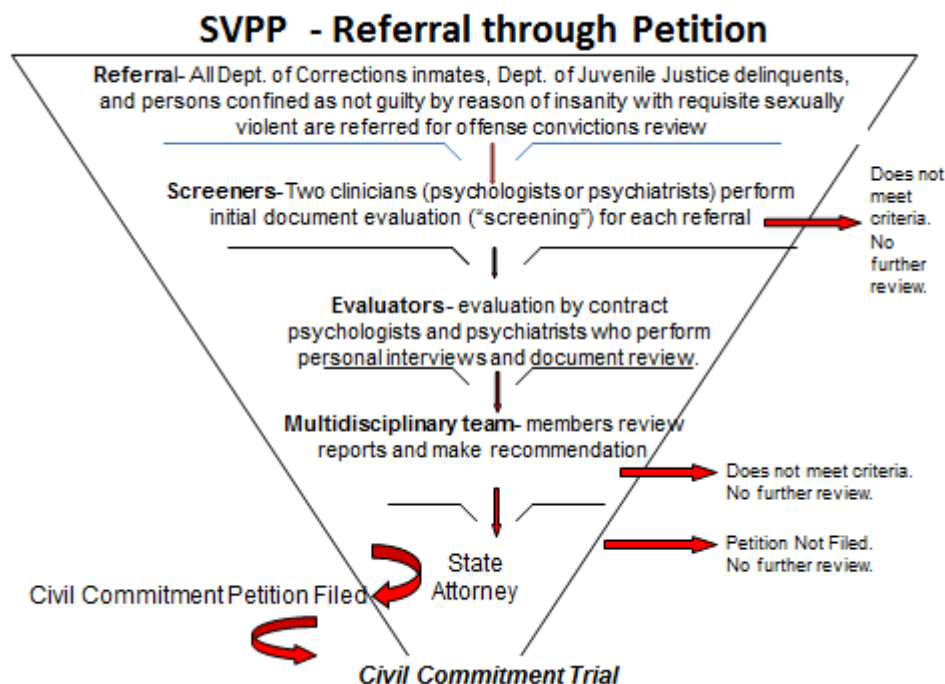 SVPP - Referral through Petition
Referral- All Dept. of Corrections inmates, Dept. of Juvenile Justice delinquents,
and persons confined as not guilty by reason of insanity with requisite sexually
violent are referred for offense convictions review
Screeners- Two clinicians (psychologists or psychiatrists) perform
initial document evaluation (“screening”) for each referral
Does not
meet
criteria.
No
further
review.
Evaluators- evaluation by contract
psychologists and psychiatrists who perform
personal interviews and document review.
Multidisciplinary team- members review
reports and make recommendation
Does not meet criteria.
No further review.
Petition Not Filed.
No further review.
State
Attorney
Civil Commitment Petition Filed
Civil Commitment Trial